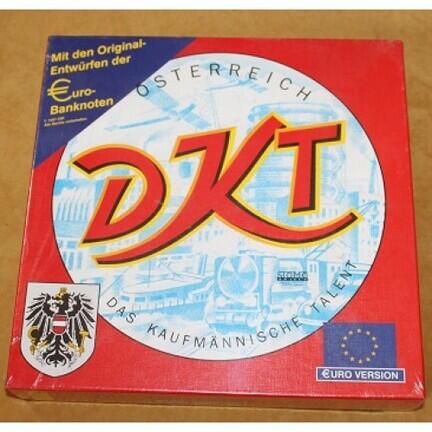 Mit den Original-
Entwürfen der
€uro-
Banknoten
ÖSTERREICH
DKT
DAS KAUFMÄNNISCHE TALENT
€URO VERSION